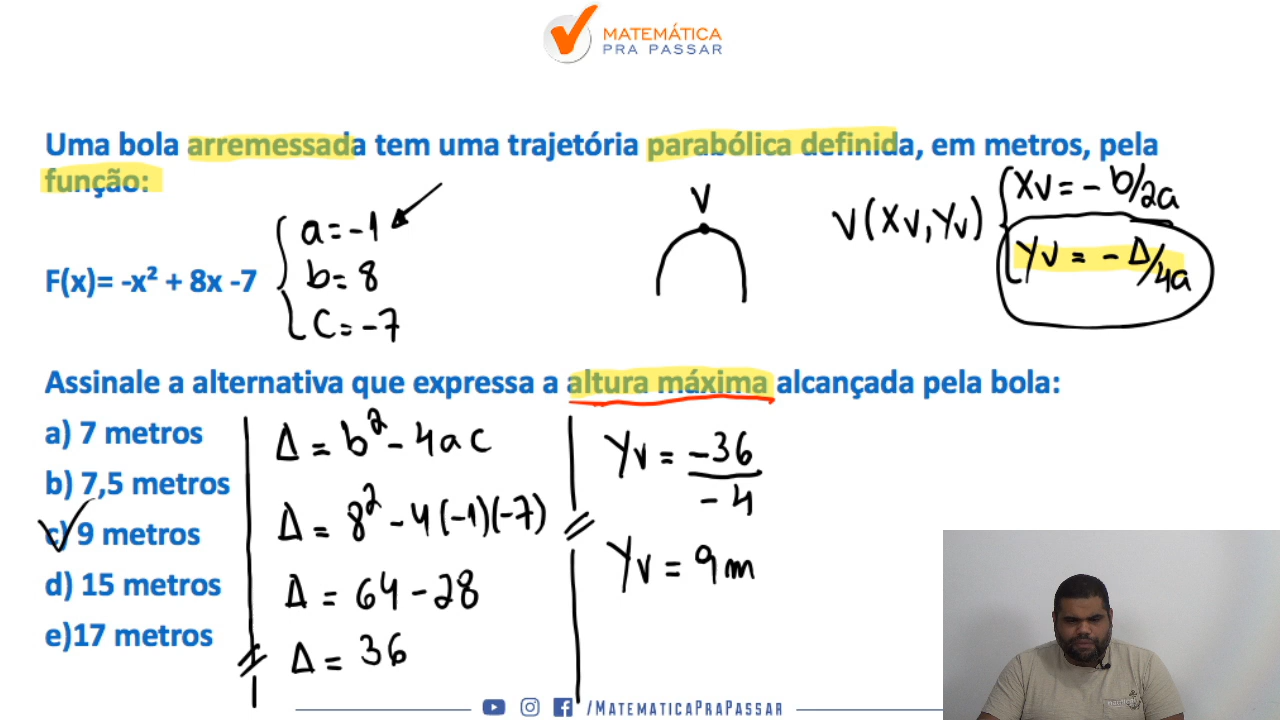 MATEMÁTICA
PRA PASSAR
Uma bola arremessada tem uma trajetória parabólica definida, em metros, pela
função:
F(x)= -x² + 8x -7
a = -1
b = 8
C = -7
V
V(XV, YV)
XV = - b/2a
YV = - Δ/4a
Assinale a alternativa que expressa a altura máxima alcançada pela bola:
a) 7 metros
b) 7,5 metros
c) 9 metros
d) 15 metros
e)17 metros
Δ = b² - 4ac
Δ = 8² - 4(-1)(-7)
Δ = 64 - 28
Δ = 36
YV = -36
-4
YV = 9m
/MATEMATICAPRAPASSAR